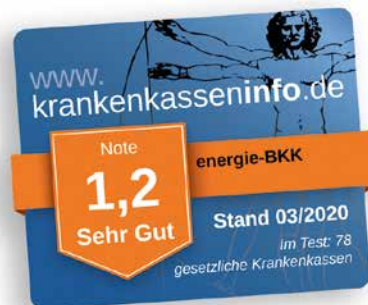 www.
krankenkasseninfo.de
Note
1,2
Sehr Gut
energie-BKK
Stand 03/2020
im Test: 78
gesetzliche Krankenkassen